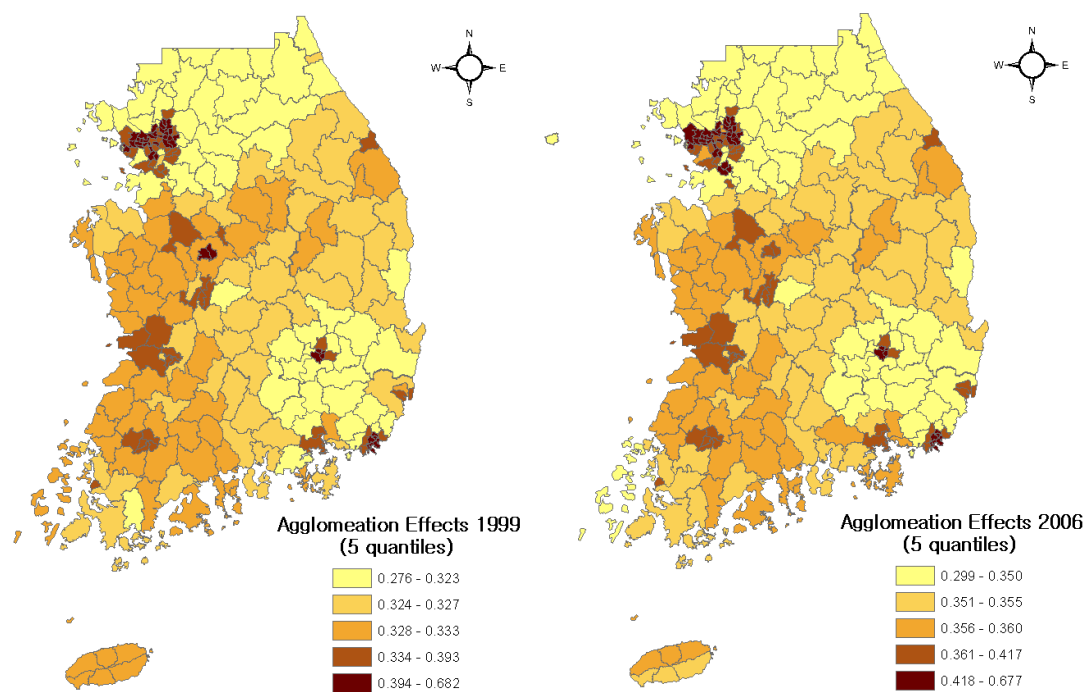 N
W E
S
N
W E
S
Agglomeation Effects 1999
(5 quantiles)
0.276 - 0.323
0.324 - 0.327
0.328 - 0.333
0.334 - 0.393
0.394 - 0.682
Agglomeation Effects 2006
(5 quantiles)
0.299 - 0.350
0.351 - 0.355
0.356 - 0.360
0.361 - 0.417
0.418 - 0.677